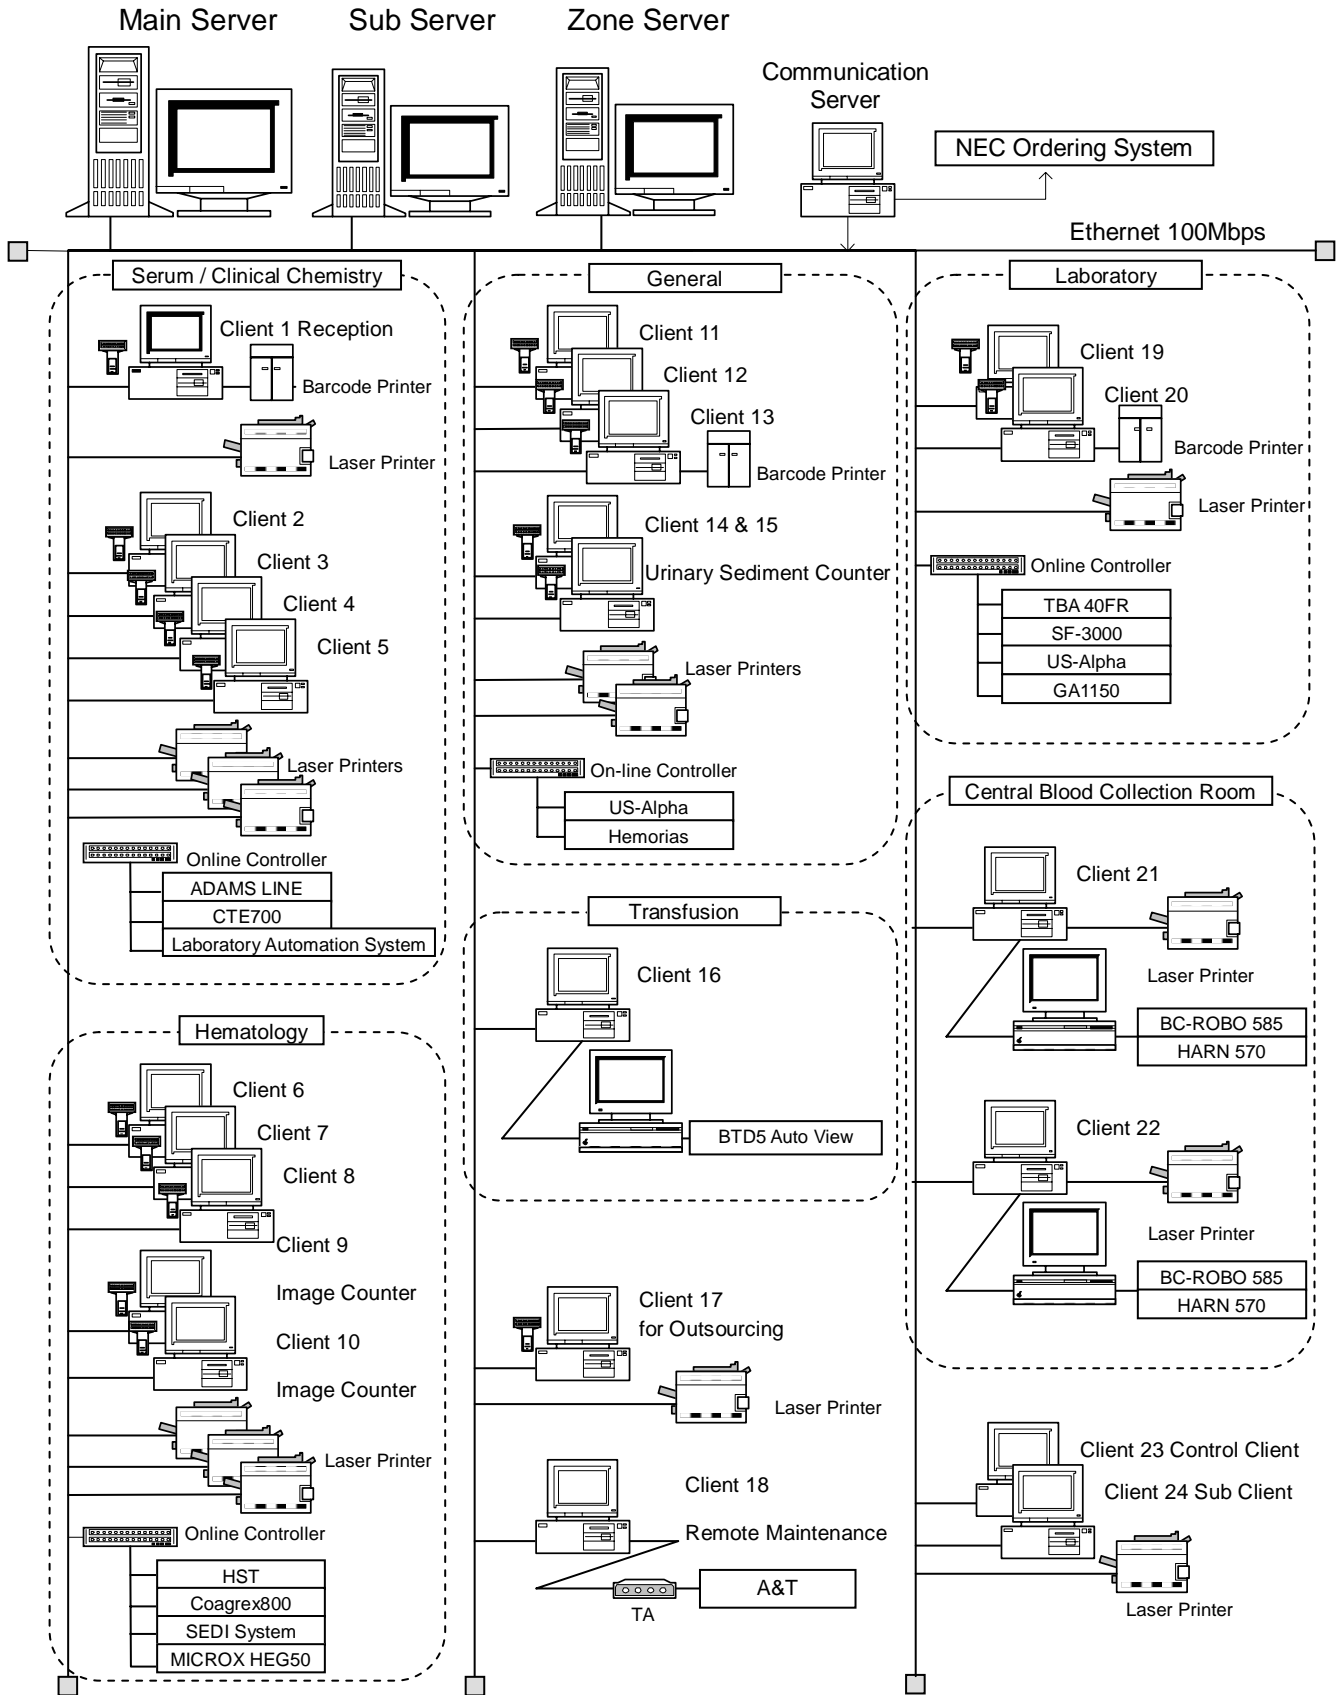 Main Server
Sub Server
Zone Server
Communication
Server
NEC Ordering System
Ethernet 100Mbps
Serum / Clinical Chemistry
Client 1 Reception
Barcode Printer
Laser Printer
Client 2
Client 3
Client 4
Client 5
Laser Printers
Online Controller
ADAMS LINE
CTE700
Laboratory Automation System
Hematology
Client 6
Client 7
Client 8
Client 9
Image Counter
Client 10
Image Counter
Laser Printer
Online Controller
HST
Coagrex800
SEDI System
MICROX HEG50
General
Client 11
Client 12
Client 13
Barcode Printer
Client 14 & 15
Urinary Sediment Counter
Laser Printers
On-line Controller
US-Alpha
Hemorias
Transfusion
Client 16
BTD5 Auto View
Client 17
for Outsourcing
Laser Printer
Client 18
Remote Maintenance
TA
A&T
Laboratory
Client 19
Client 20
Barcode Printer
Laser Printer
Online Controller
TBA 40FR
SF-3000
US-Alpha
GA1150
Central Blood Collection Room
Client 21
Laser Printer
BC-ROBO 585
HARN 570
Client 22
Laser Printer
BC-ROBO 585
HARN 570
Client 23 Control Client
Client 24 Sub Client
Laser Printer